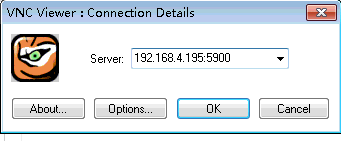 VNC Viewer : Connection Details
Server: 192.168.4.195:5900
About... Options... OK Cancel